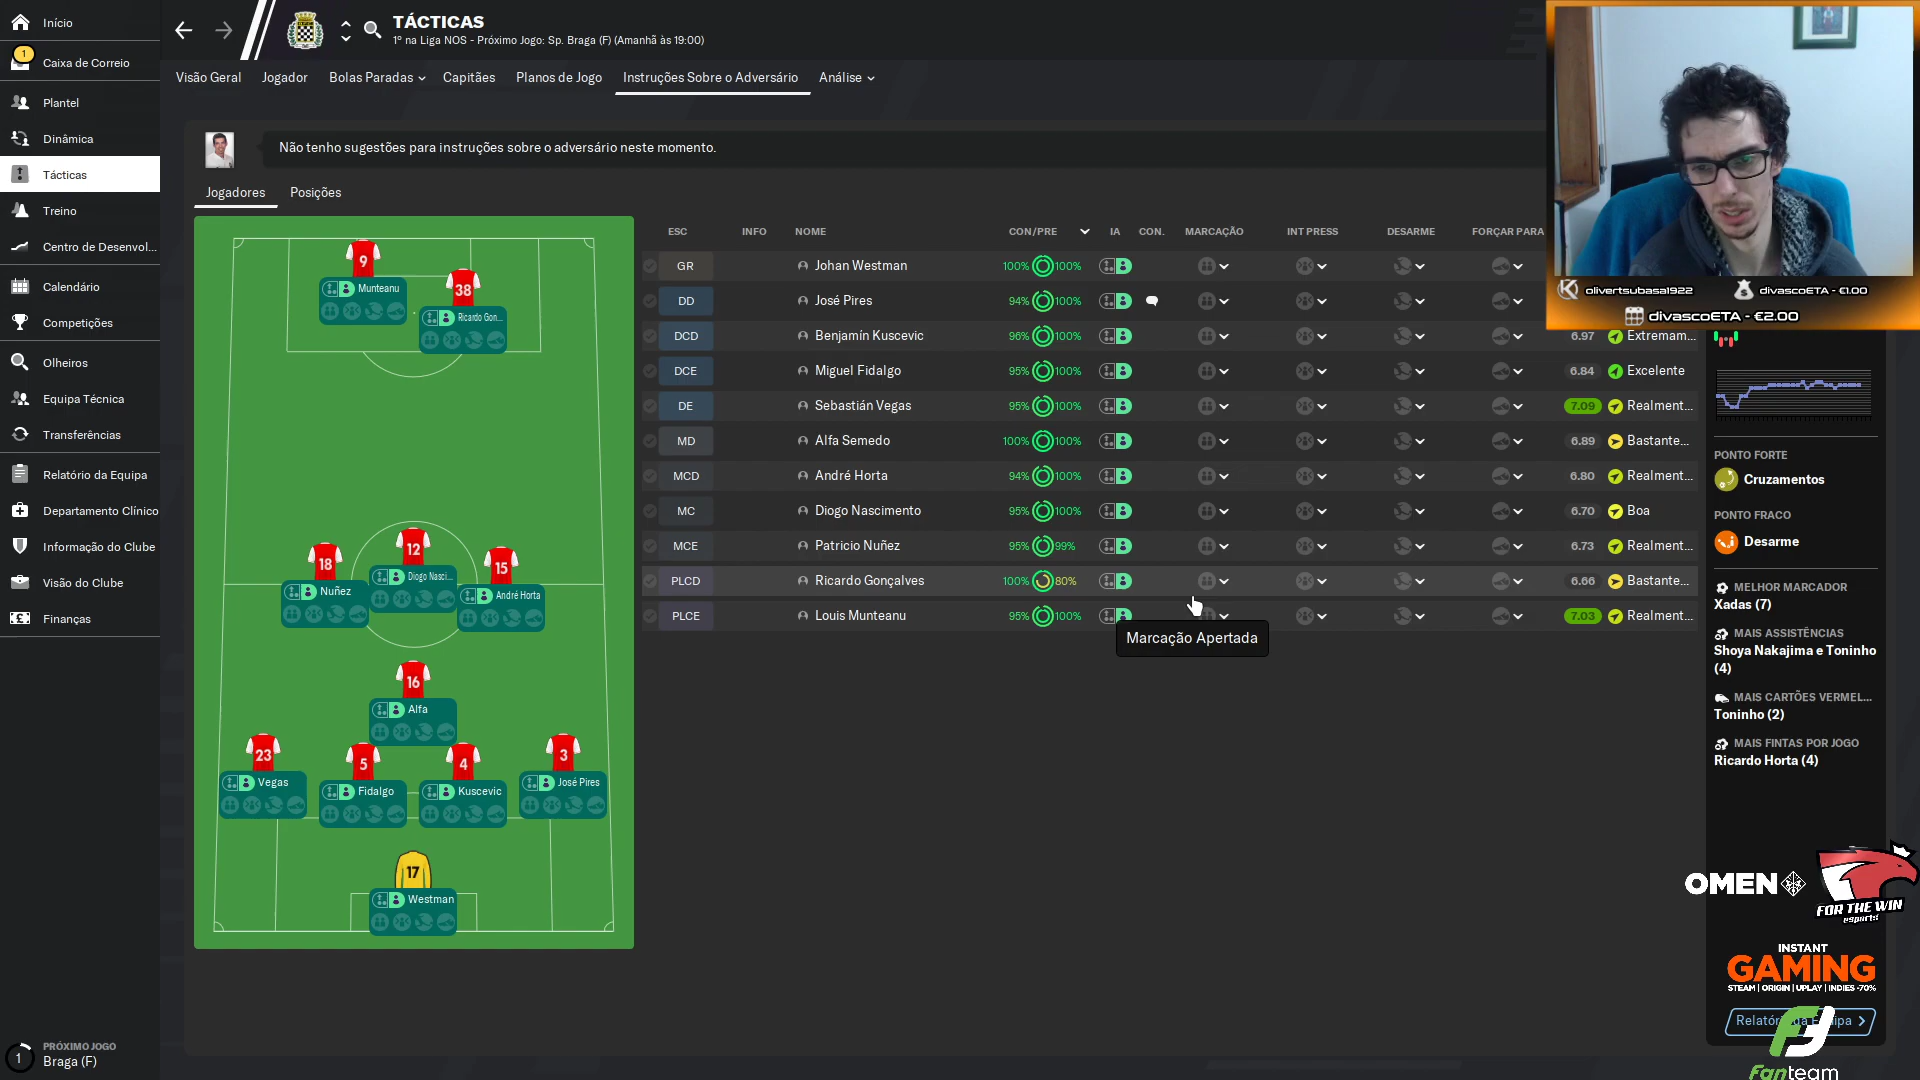 Início
1
Caixa de Correio
Plantel
Dinâmica
Tácticas
Treino
Centro de Desenvol...
Calendário
Competições
Olheiros
Equipa Técnica
Transferências
Relatório da Equipa
Departamento Clínico
Informação do Clube
Visão do Clube
Finanças
1
PRÓXIMO JOGO
Braga (F)
TÁCTICAS
1º na Liga NOS - Próximo Jogo: Sp. Braga (F) (Amanhã às 19:00)
Visão Geral Jogador Bolas Paradas Capitães Planos de Jogo Instruções Sobre o Adversário Análise
Não tenho sugestões para instruções sobre o adversário neste momento.
Jogadores Posições
9
Munteanu
38
Ricardo Gon...
12
Diogo Nasci...
18
Nuñez
15
André Horta
16
Alfa
23
Vegas
5
Fidalgo
4
Kuscevic
3
José Pires
17
Westman
ESC INFO NOME CON/PRE IA CON. MARCAÇÃO INT PRESS DESARME FORÇAR PARA
GR Johan Westman 100% 100%
DD José Pires 94% 100%
DCD Benjamín Kuscevic 96% 100% 6.97 Extremam...
DCE Miguel Fidalgo 95% 100% 6.84 Excelente
DE Sebastián Vegas 95% 100% 7.09 Realment...
MD Alfa Semedo 100% 100% 6.89 Bastante...
MCD André Horta 94% 100% 6.80 Realment...
MC Diogo Nascimento 95% 100% 6.70 Boa
MCE Patricio Nuñez 95% 99% 6.73 Realment...
PLCD Ricardo Gonçalves 100% 80% 6.66 Bastante...
PLCE Louis Munteanu 95% 100% 7.03 Realment...
Marcação Apertada
olivertsubasa1922
divascoETA - €1.00
divascoETA - €2.00
PONTO FORTE
Cruzamentos
PONTO FRACO
Desarme
MELHOR MARCADOR
Xadas (7)
MAIS ASSISTÊNCIAS
Shoya Nakajima e Toninho
(4)
MAIS CARTÕES VERMEL...
Toninho (2)
MAIS FINTAS POR JOGO
Ricardo Horta (4)
OMEN
FOR THE WIN
esports
INSTANT
GAMING
STEAM | ORIGIN | UPLAY | INDIES -70%
Fanteam